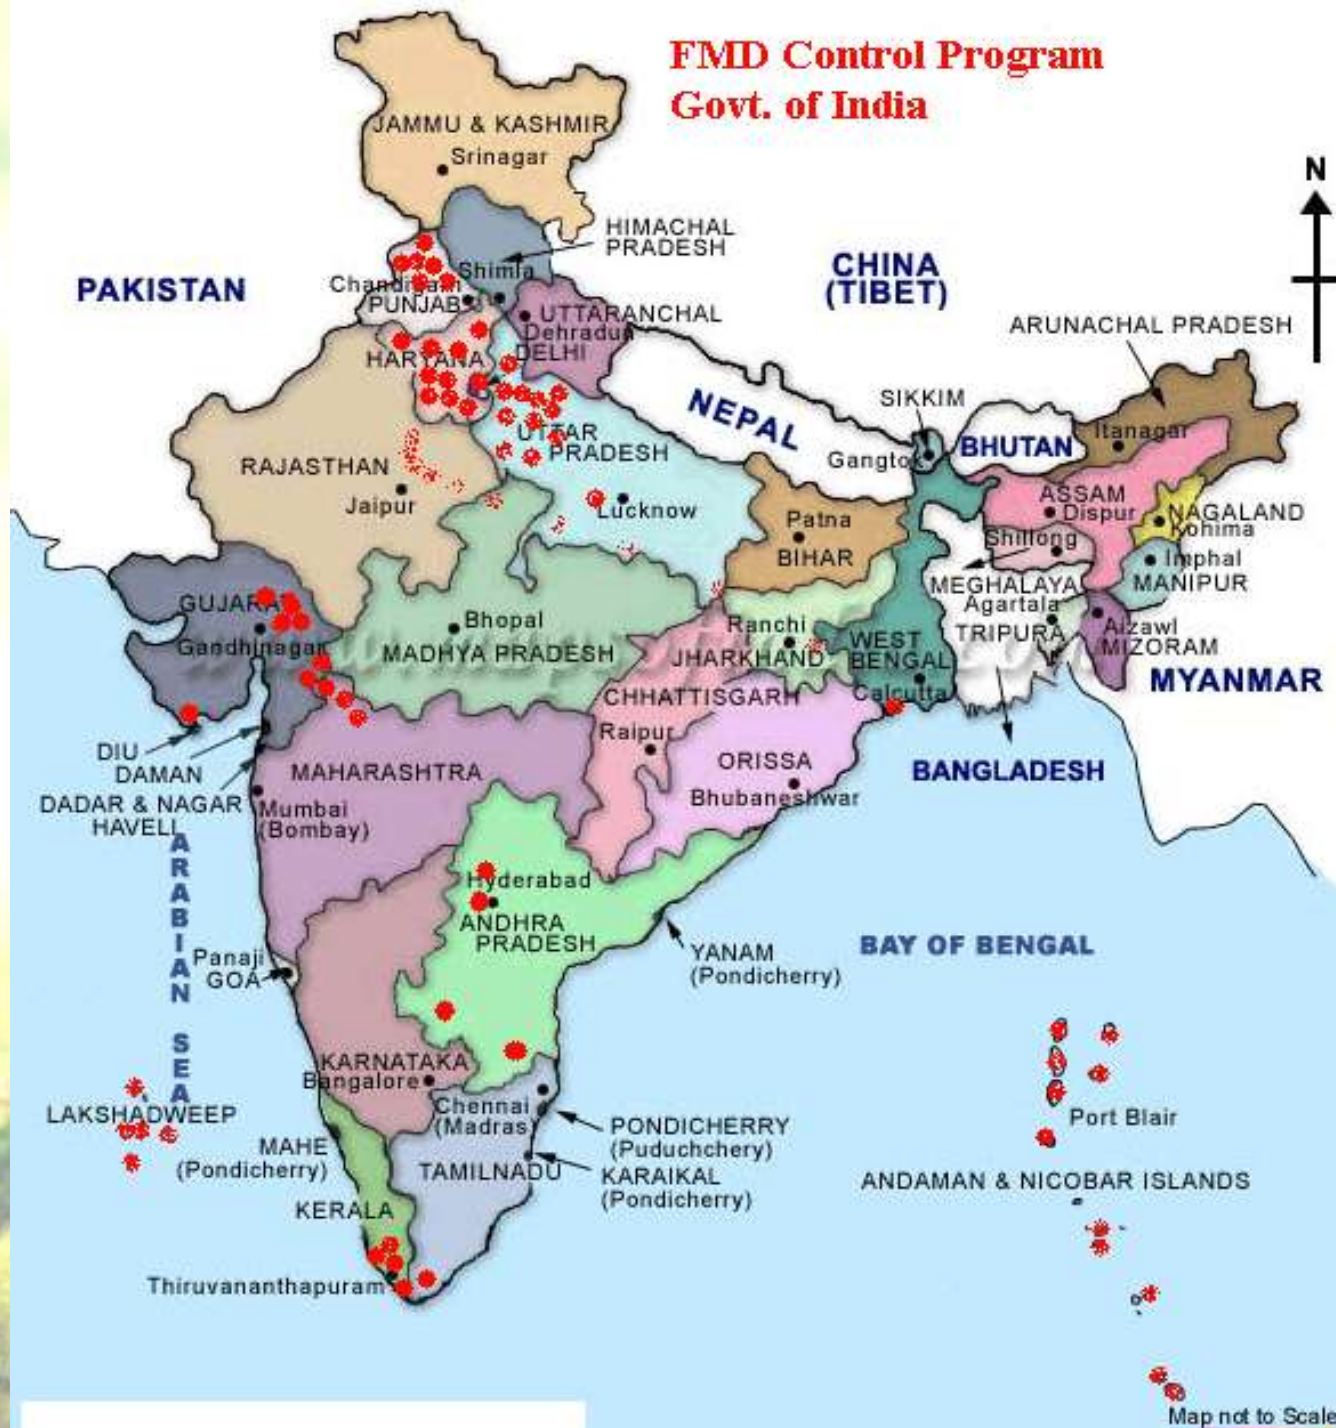 FMD Control Program
Govt. of India
JAMMU & KASHMIR
Srinagar
N
HIMACHAL
PRADESH
PAKISTAN
CHINA
(TIBET)
Shimla
Chandigarh
PUNJAB
UTTARANCHAL
Dehradun
ARUNACHAL PRADESH
HARYANA
DELHI
SIKKIM
NEPAL
BHUTAN
Itanagar
Gangtok
UTTAR
PRADESH
RAJASTHAN
Jaipur
Lucknow
Patna
BIHAR
ASSAM
Dispur
NAGALAND
Kohima
Shillong
Imphal
MANIPUR
MEGHALAYA
GUJARAT
Gandhinagar
Bhopal
MADHYA PRADESH
Ranchi
JHARKHAND
WEST
BENGAL
Calcutta
Agartala
TRIPURA
Aizawl
MIZORAM
MYANMAR
CHHATTISGARH
Raipur
DIU
DAMAN
DADAR & NAGAR
HAVELI
MAHARASHTRA
Mumbai
(Bombay)
ORISSA
Bhubaneshwar
BANGLADESH
ARABIAN SEA
Hyderabad
ANDHRA
PRADESH
Panaji
GOA
YANAM
(Pondicherry)
BAY OF BENGAL
KARNATAKA
Bangalore
LAKSHADWEEP
Chennai
(Madras)
PONDICHERRY
(Puduchchery)
Port Blair
MAHE
(Pondicherry)
TAMILNADU
KARAIKAL
(Pondicherry)
ANDAMAN & NICOBAR ISLANDS
KERALA
Thiruvananthapuram
Map not to Scale